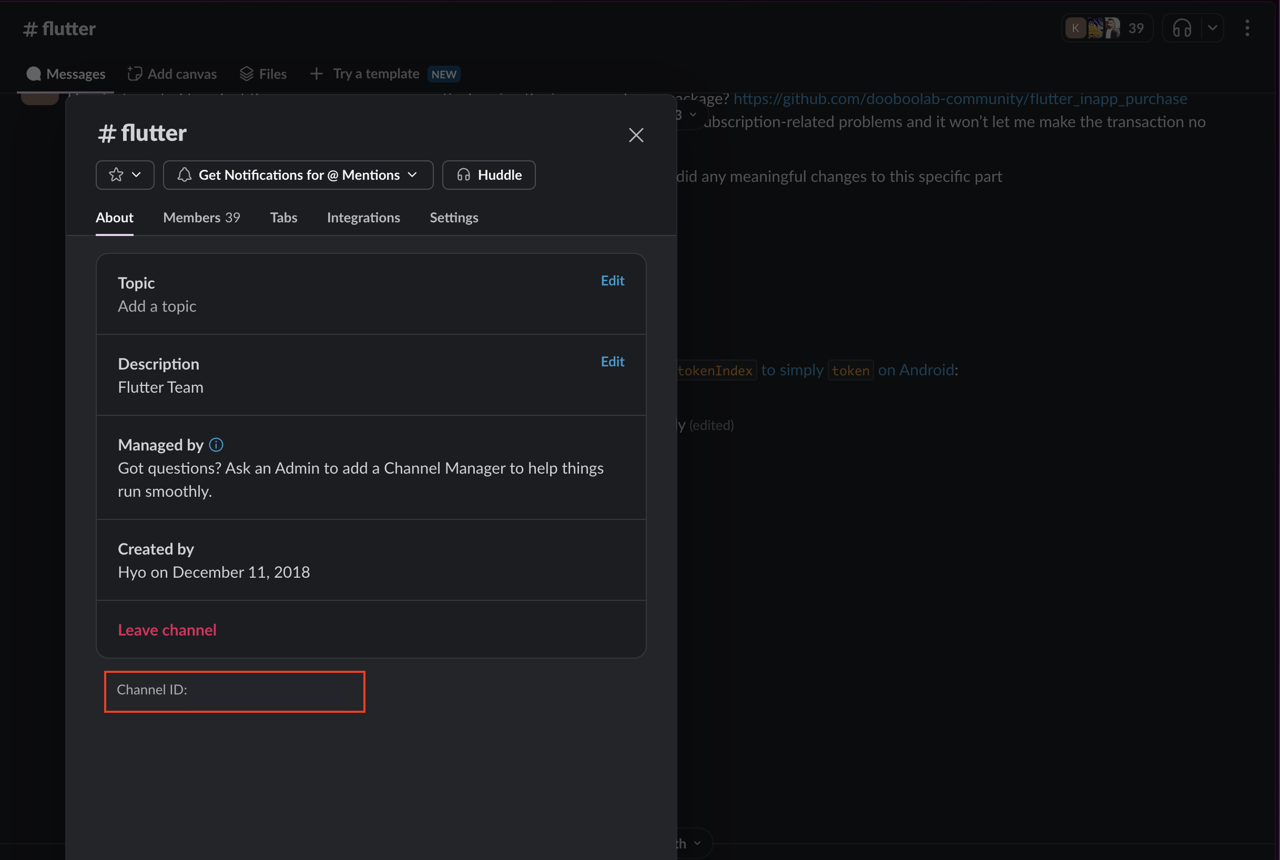 # flutter
K
39
Messages
Add canvas
Files
Try a template
NEW
package? https://github.com/dooboolab-community/flutter_inapp_purchase
subscription-related problems and it won't let me make the transaction no
did any meaningful changes to this specific part
tokenIndex to simply token on Android:
(edited)
# flutter
Get Notifications for @ Mentions
Huddle
About
Members 39
Tabs
Integrations
Settings
Topic
Edit
Add a topic
Description
Edit
Flutter Team
Managed by
Got questions? Ask an Admin to add a Channel Manager to help things
run smoothly.
Created by
Hyo on December 11, 2018
Leave channel
Channel ID: